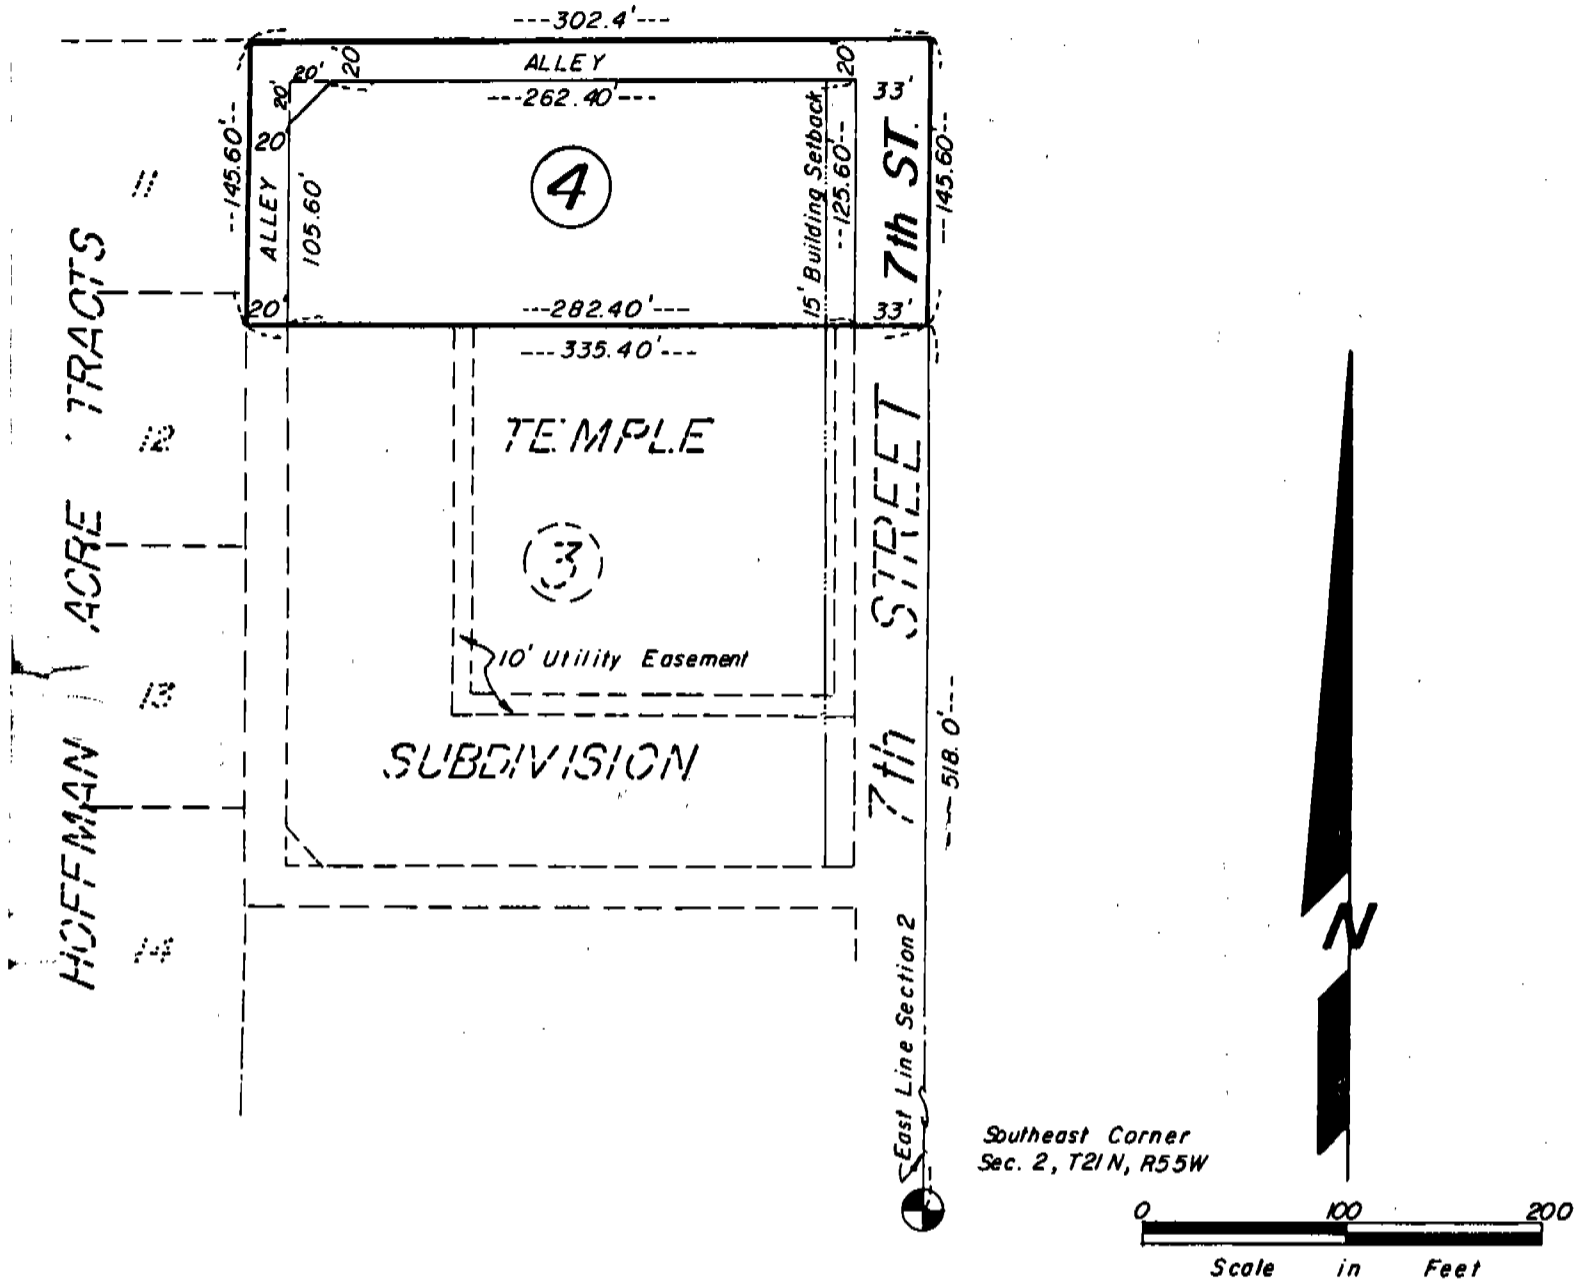 ---302.4'---
ALLEY
20'
20'
20'
20'
20
20
ALLEY
---262.40'---
33'
--145.60'--
105.60'
4
15' Building Setback
--125.60'--
7th ST.
--145.60'--
20'
---282.40'---
33'
---335.40'---
HOFFMAN ACRE TRACTS
11
12
13
14
TEMPLE
3
10' Utility Easement
SUBDIVISION
7th STREET
---518.0'---
East Line Section 2
Southeast Corner
Sec. 2, T21N, R55W
N
0 100 200
Scale in Feet